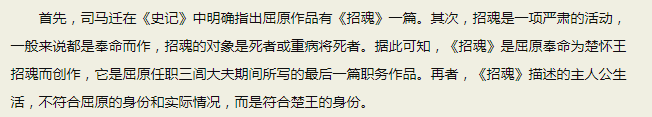 首先，司马迁在《史记》中明确指出屈原作品有《招魂》一篇。其次，招魂是一项严肃的活动，
一般来说都是奉命而作，招魂的对象是死者或重病将死者。据此可知，《招魂》是屈原奉命为楚怀王
招魂而创作，它是屈原任职三闾大夫期间所写的最后一篇职务作品。再者，《招魂》描述的主人公生
活，不符合屈原的身份和实际情况，而是符合楚王的身份。